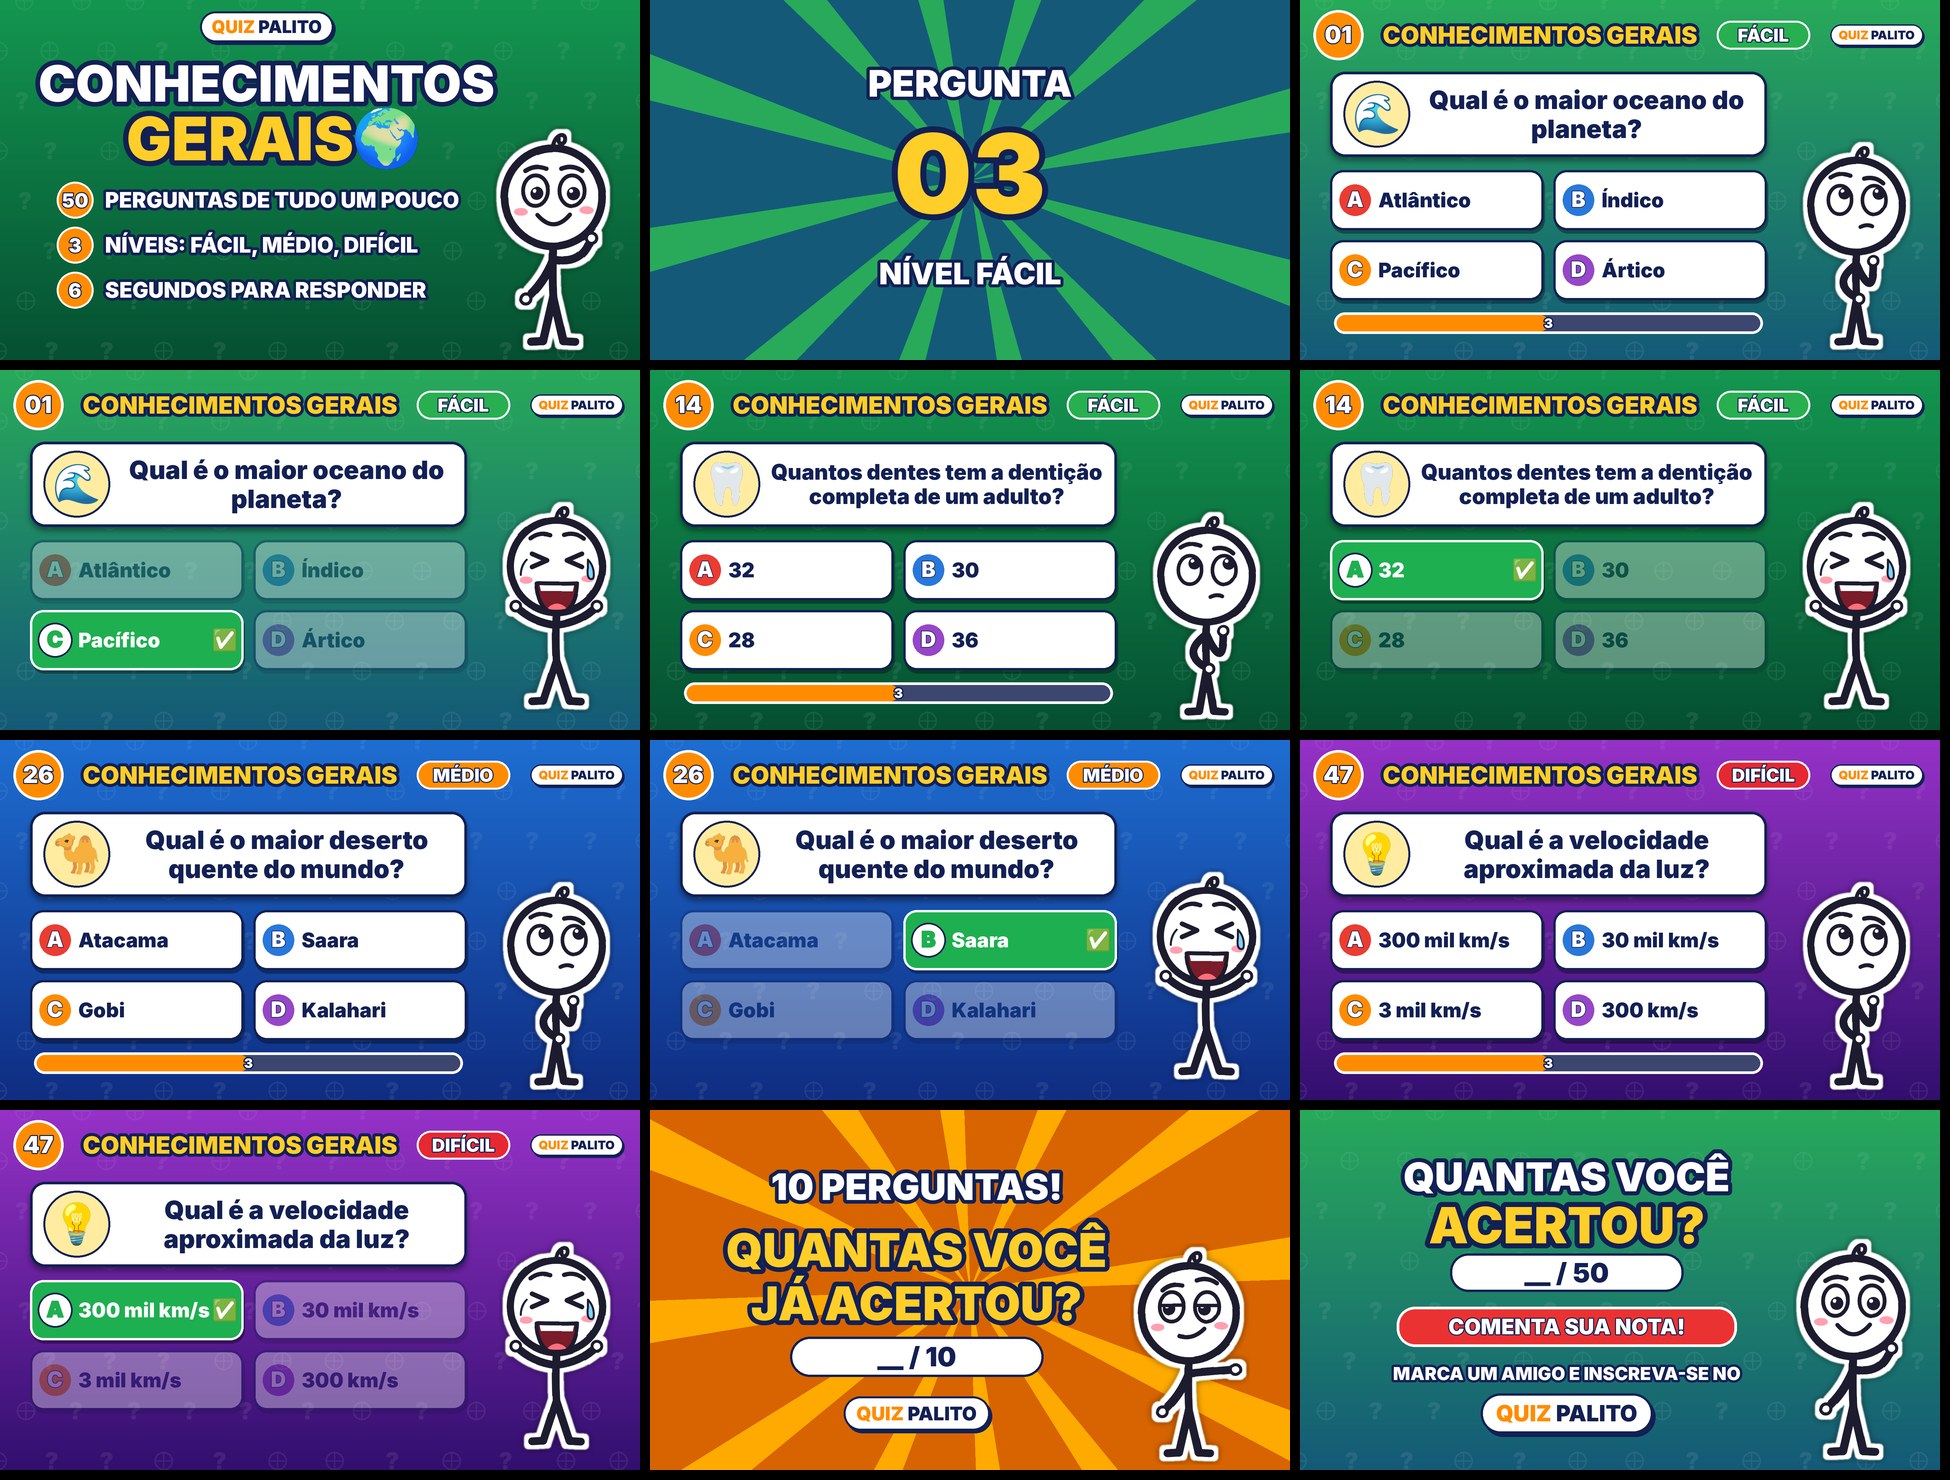 QUIZ PALITO
CONHECIMENTOS
GERAIS
50 PERGUNTAS DE TUDO UM POUCO
3 NÍVEIS: FÁCIL, MÉDIO, DIFÍCIL
6 SEGUNDOS PARA RESPONDER
PERGUNTA
03
NÍVEL FÁCIL
01 CONHECIMENTOS GERAIS FÁCIL QUIZ PALITO
Qual é o maior oceano do
planeta?
A Atlântico B Índico
C Pacífico D Ártico
3
01 CONHECIMENTOS GERAIS FÁCIL QUIZ PALITO
Qual é o maior oceano do
planeta?
A Atlântico B Índico
C Pacífico D Ártico
14 CONHECIMENTOS GERAIS FÁCIL QUIZ PALITO
Quantos dentes tem a dentição
completa de um adulto?
A 32 B 30
C 28 D 36
3
14 CONHECIMENTOS GERAIS FÁCIL QUIZ PALITO
Quantos dentes tem a dentição
completa de um adulto?
A 32 B 30
C 28 D 36
26 CONHECIMENTOS GERAIS MÉDIO QUIZ PALITO
Qual é o maior deserto
quente do mundo?
A Atacama B Saara
C Gobi D Kalahari
3
26 CONHECIMENTOS GERAIS MÉDIO QUIZ PALITO
Qual é o maior deserto
quente do mundo?
A Atacama B Saara
C Gobi D Kalahari
47 CONHECIMENTOS GERAIS DIFÍCIL QUIZ PALITO
Qual é a velocidade
aproximada da luz?
A 300 mil km/s B 30 mil km/s
C 3 mil km/s D 300 km/s
3
47 CONHECIMENTOS GERAIS DIFÍCIL QUIZ PALITO
Qual é a velocidade
aproximada da luz?
A 300 mil km/s B 30 mil km/s
C 3 mil km/s D 300 km/s
10 PERGUNTAS!
QUANTAS VOCÊ
JÁ ACERTOU?
__ / 10
QUIZ PALITO
QUANTAS VOCÊ
ACERTOU?
__ / 50
COMENTA SUA NOTA!
MARCA UM AMIGO E INSCREVA-SE NO
QUIZ PALITO